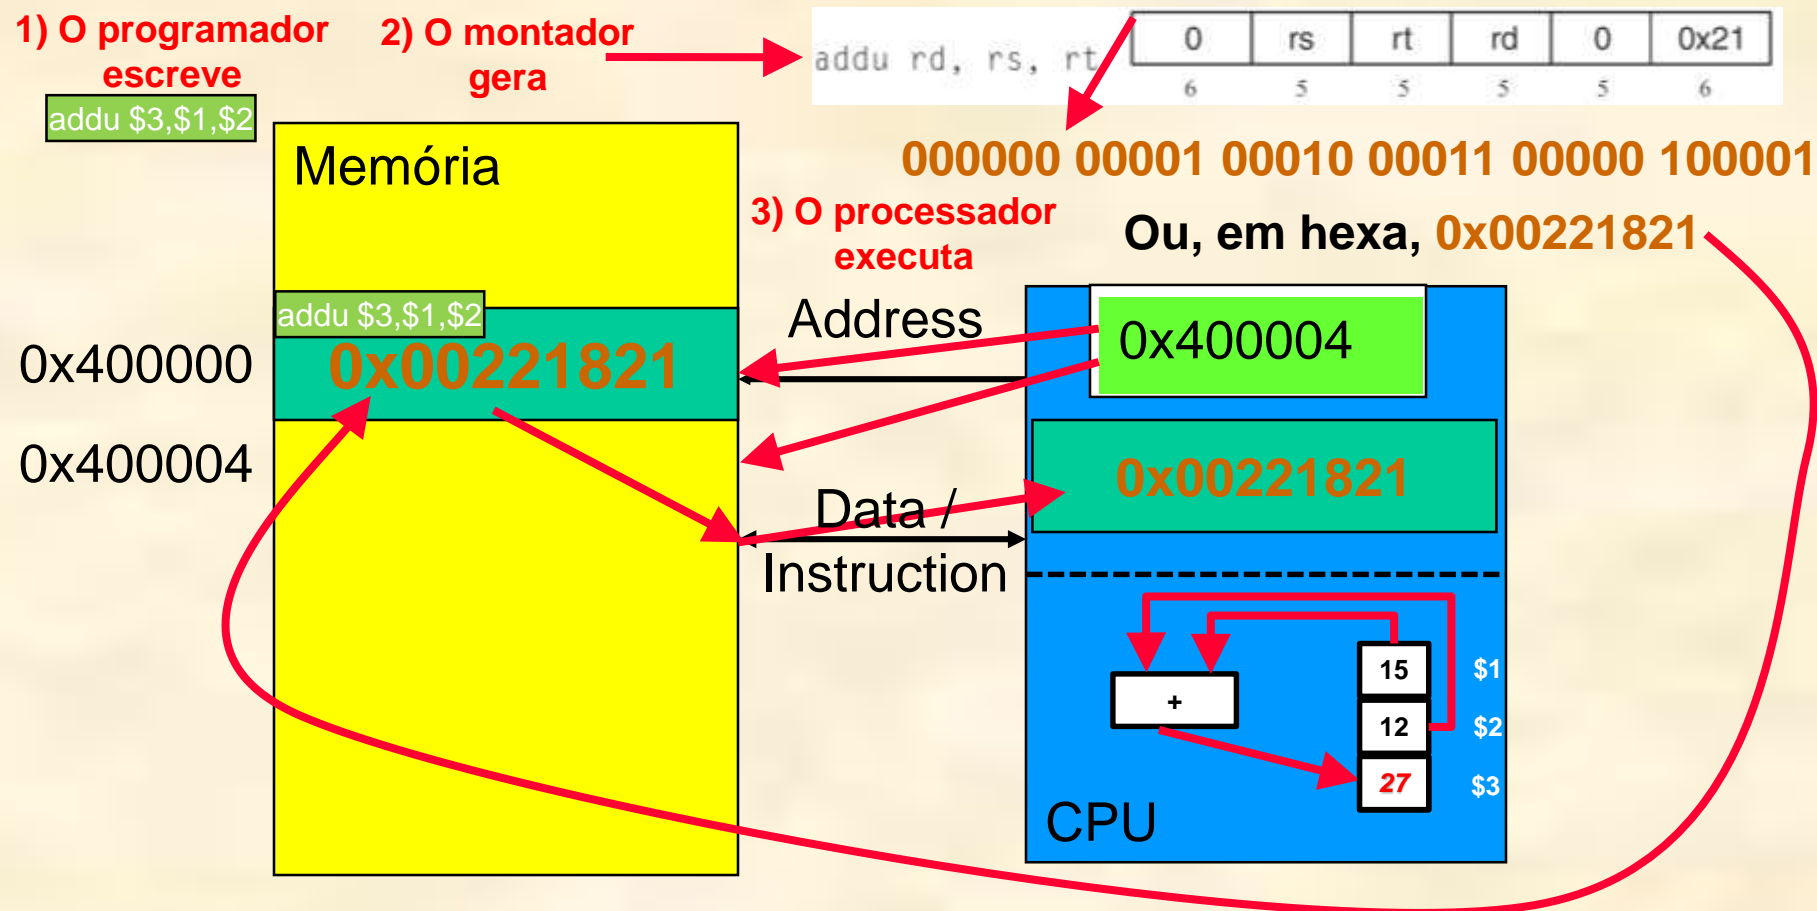 1) O programador
escreve
addu $3,$1,$2
2) O montador
gera
addu rd, rs, rt
0 rs rt rd 0 0x21
6 5 5 5 5 6
000000 00001 00010 00011 00000 100001
Ou, em hexa, 0x00221821
3) O processador
executa
Memória
addu $3,$1,$2
0x400000
0x00221821
0x400004
Address
Data /
Instruction
0x400004
0x00221821
15 $1
+
12 $2
27 $3
CPU